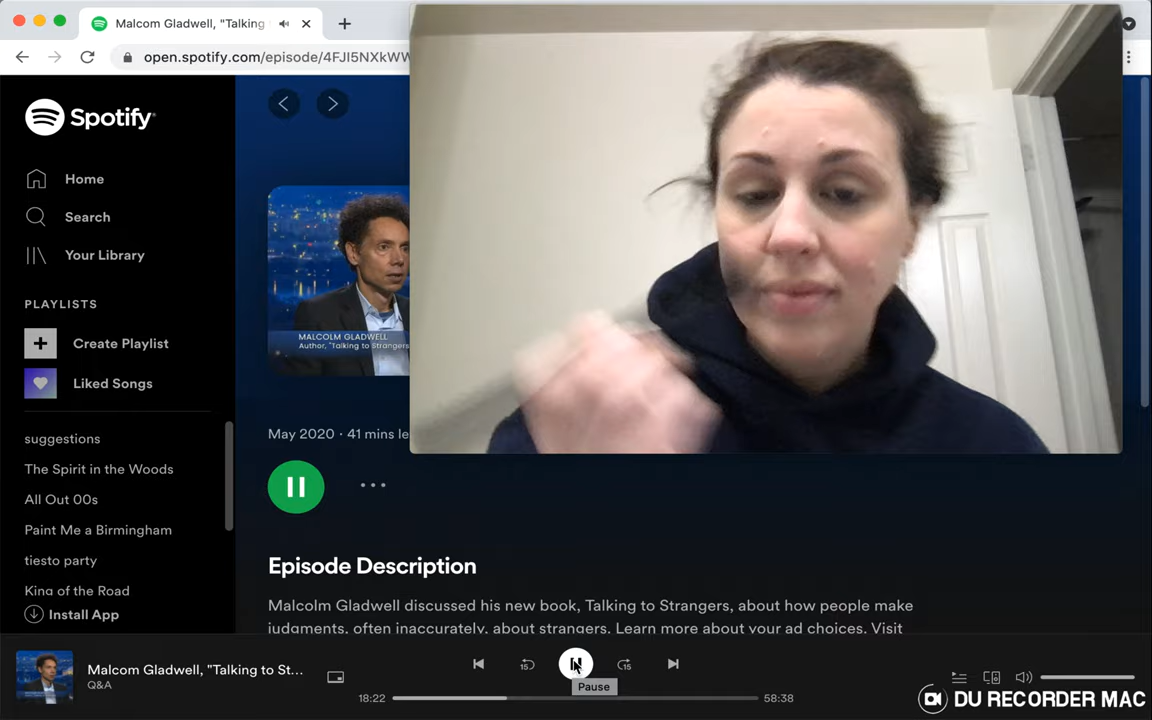 Malcom Gladwell, "Talking
open.spotify.com/episode/4FJI5NXkWW
Spotify
Home
Search
Your Library
PLAYLISTS
Create Playlist
Liked Songs
suggestions
The Spirit in the Woods
All Out 00s
Paint Me a Birmingham
tiesto party
King of the Road
Install App
MALCOLM GLADWELL
Author, "Talking to Strangers
May 2020 · 41 mins le
...
Episode Description
Malcolm Gladwell discussed his new book, Talking to Strangers, about how people make
judgments, often inaccurately, about strangers. Learn more about your ad choices. Visit
Malcom Gladwell, "Talking to St...
Q&A
15
15
Pause
18:22
58:38
DU RECORDER MAC